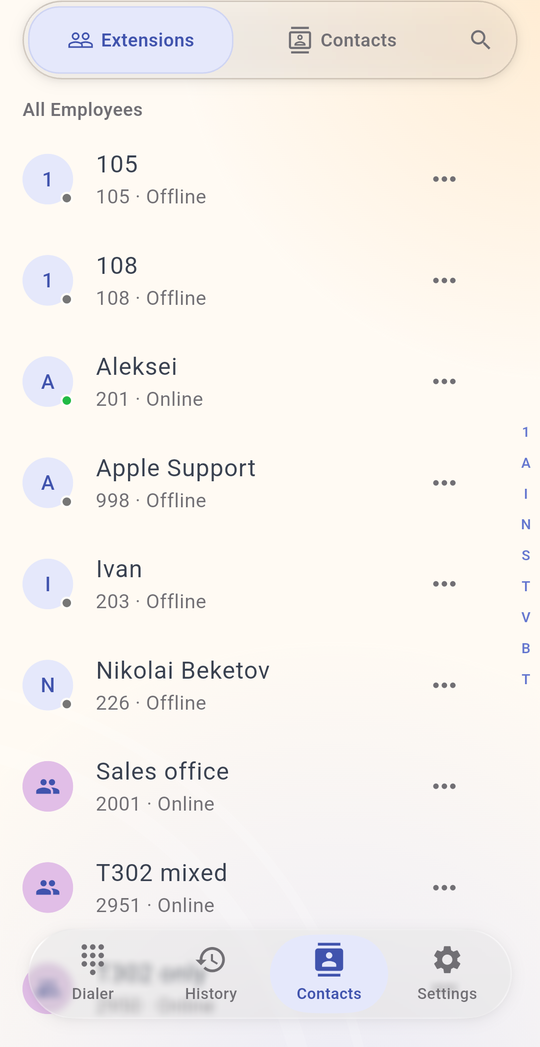 Extensions
Contacts
All Employees
1
105
105 · Offline
1
108
108 · Offline
A
Aleksei
201 · Online
A
Apple Support
998 · Offline
I
Ivan
203 · Offline
N
Nikolai Beketov
226 · Offline
Sales office
2001 · Online
T302 mixed
2951 · Online
1
A
I
N
S
T
V
B
T
Dialer
History
Contacts
Settings